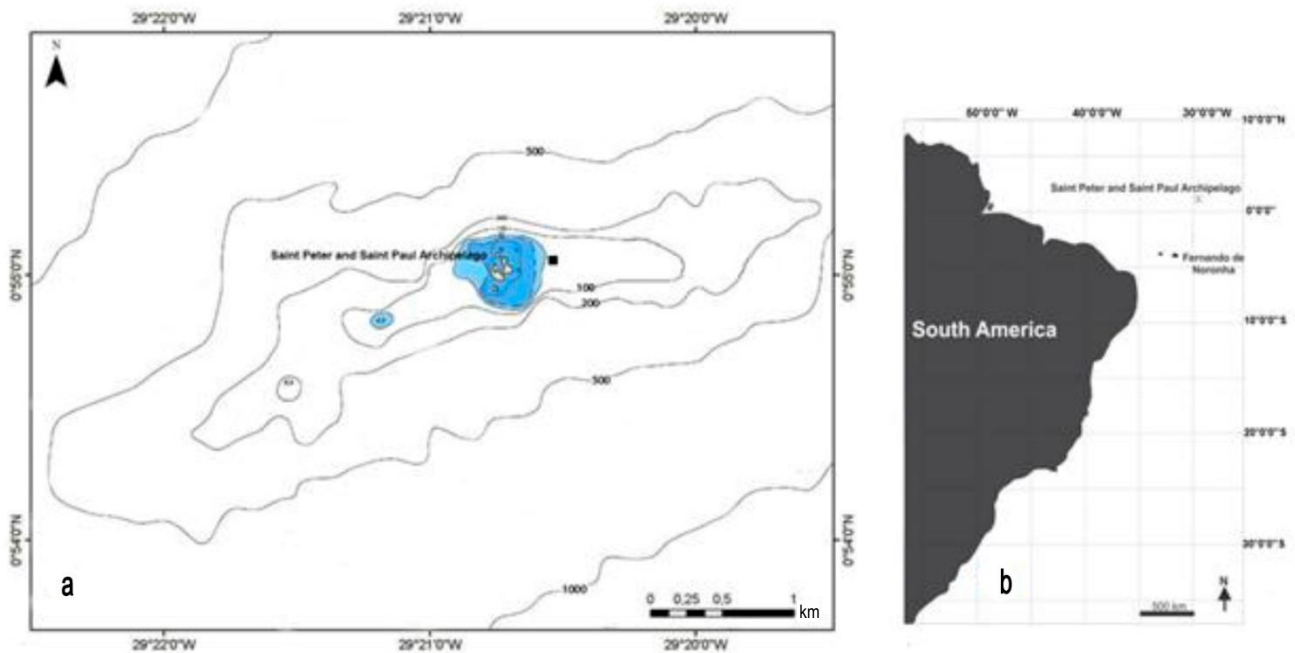 29°22'0"W 29°21'0"W 29°20'0"W
N
500
Saint Peter and Saint Paul Archipelago
0°55'0"N 0°55'0"N
100
200
500
0°54'0"N 0°54'0"N
1000
a
0 0,25 0,5 1
km
29°22'0"W 29°21'0"W 29°20'0"W
50°0'0" W 40°0'0"W 30°0'0"W
10°0'0"N
Saint Peter and Saint Paul Archipelago
0°0'0"
Fernando de
Noronha
South America
10°0'0"S
20°0'0"S
30°0'0"S
b
N
500 km